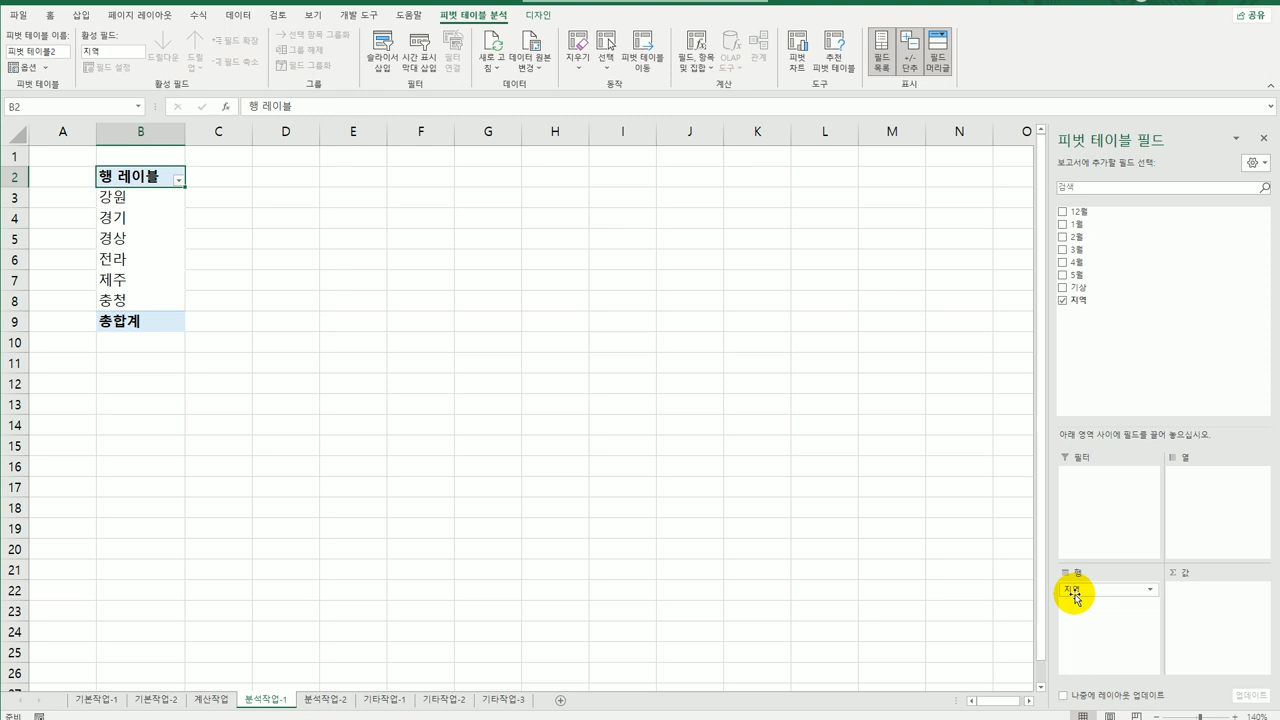 파일 홈 삽입 페이지 레이아웃 수식 데이터 검토 보기 개발 도구 도움말 피벗 테이블 분석 디자인 공유
피벗 테이블 이름: 활성 필드:
피벗 테이블2 지역
옵션 필드 설정
드릴다운 드릴업 필드 확장 필드 축소
선택 항목 그룹화
그룹 해제
필드 그룹화
슬라이서 삽입 시간 표시 막대 삽입 필터 연결
새로 고침 데이터 원본 변경
지우기 선택 피벗 테이블 이동
필드, 항목 및 집합 OLAP 도구 관계
피벗 차트 추천 피벗 테이블
필드 목록 +/- 단추 필드 머리글
피벗 테이블 활성 필드 그룹 필터 데이터 동작 계산 도구 표시
B2 fx 행 레이블
A B C D E F G H I J K L M N O
1
2 행 레이블
3 강원
4 경기
5 경상
6 전라
7 제주
8 충청
9 총합계
10
11
12
13
14
15
16
17
18
19
20
21
22
23
24
25
26
피벗 테이블 필드
보고서에 추가할 필드 선택:
검색
12월
1월
2월
3월
4월
5월
기상
지역
아래 영역 사이에 필드를 끌어 놓으십시오.
필터 열
행 Σ 값
지역
나중에 레이아웃 업데이트 업데이트
기본작업-1 기본작업-2 계산작업 분석작업-1 분석작업-2 기타작업-1 기타작업-2 기타작업-3
준비 140%